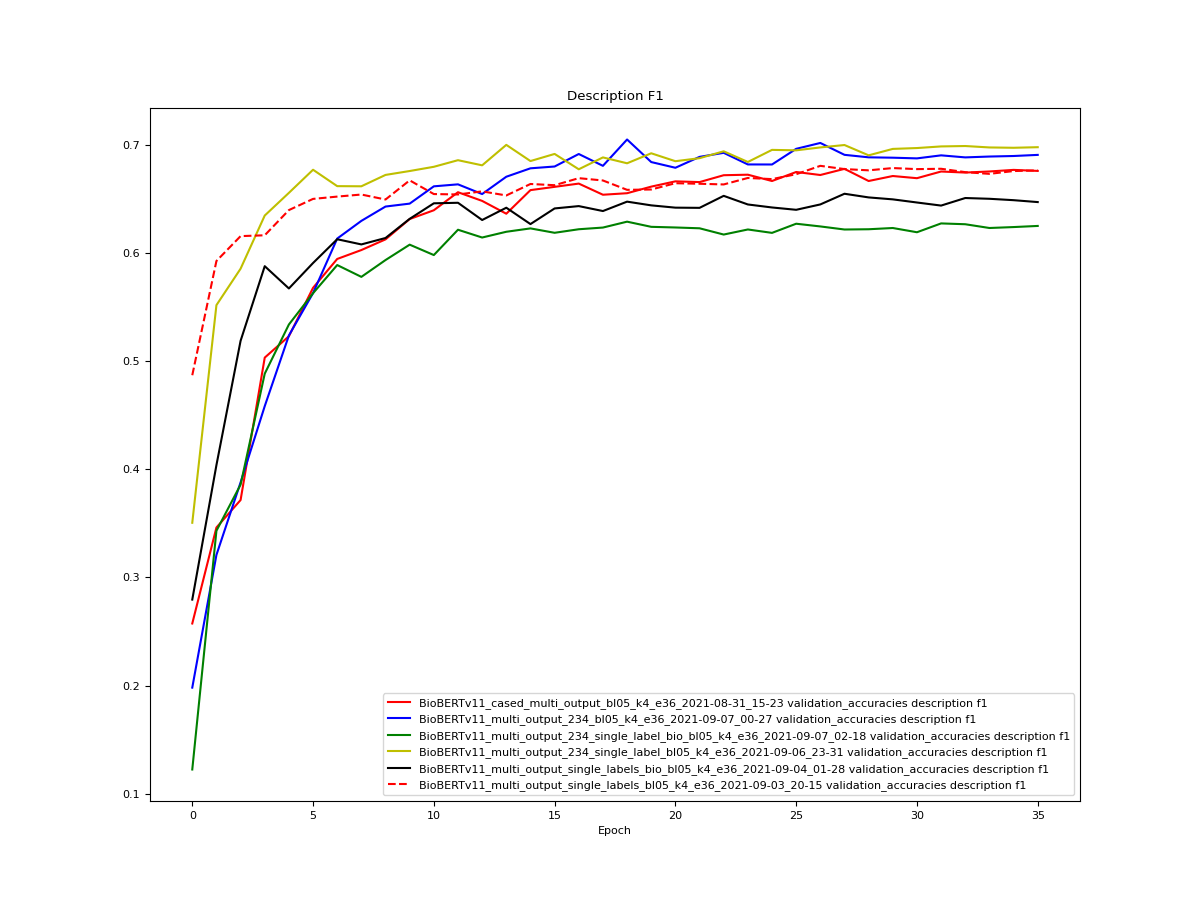 Description F1
0.7
0.6
0.5
0.4
0.3
0.2
0.1
BioBERTv11_cased_multi_output_bl05_k4_e36_2021-08-31_15-23 validation_accuracies description f1
BioBERTv11_multi_output_234_bl05_k4_e36_2021-09-07_00-27 validation_accuracies description f1
BioBERTv11_multi_output_234_single_label_bio_bl05_k4_e36_2021-09-07_02-18 validation_accuracies description f1
BioBERTv11_multi_output_234_single_label_bl05_k4_e36_2021-09-06_23-31 validation_accuracies description f1
BioBERTv11_multi_output_single_labels_bio_bl05_k4_e36_2021-09-04_01-28 validation_accuracies description f1
BioBERTv11_multi_output_single_labels_bl05_k4_e36_2021-09-03_20-15 validation_accuracies description f1
0 5 10 15 20 25 30 35
Epoch